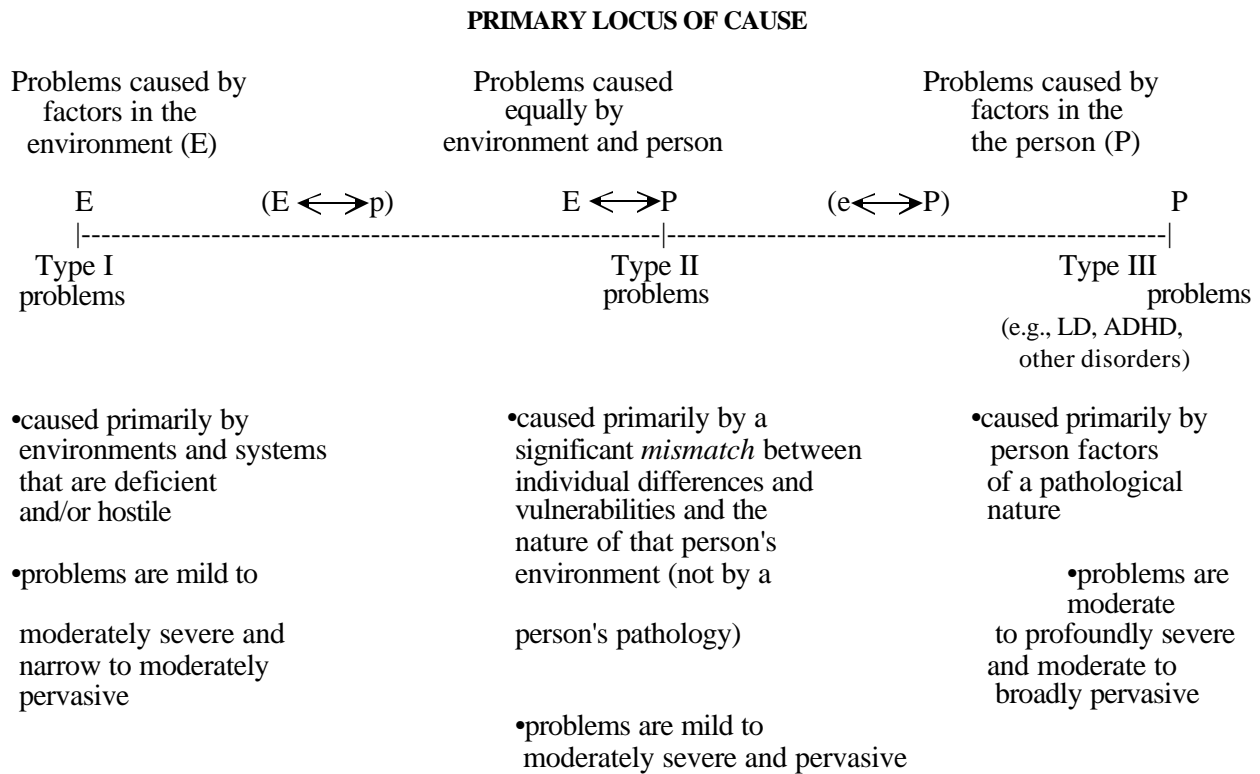 PRIMARY LOCUS OF CAUSE
Problems caused by
factors in the
environment (E)
Problems caused
equally by
environment and person
Problems caused by
factors in the
the person (P)
E (E ↔ p) E ↔ P (e ↔ P) P
|------------------------------------------------------------|----------------------------------------------------|
Type I
problems
Type II
problems
Type III
problems
(e.g., LD, ADHD,
other disorders)
•caused primarily by
environments and systems
that are deficient
and/or hostile
•problems are mild to
moderately severe and
narrow to moderately
pervasive
•caused primarily by a
significant mismatch between
individual differences and
vulnerabilities and the
nature of that person's
environment (not by a
person's pathology)
•problems are mild to
moderately severe and pervasive
•caused primarily by
person factors
of a pathological
nature
•problems are
moderate
to profoundly severe
and moderate to
broadly pervasive